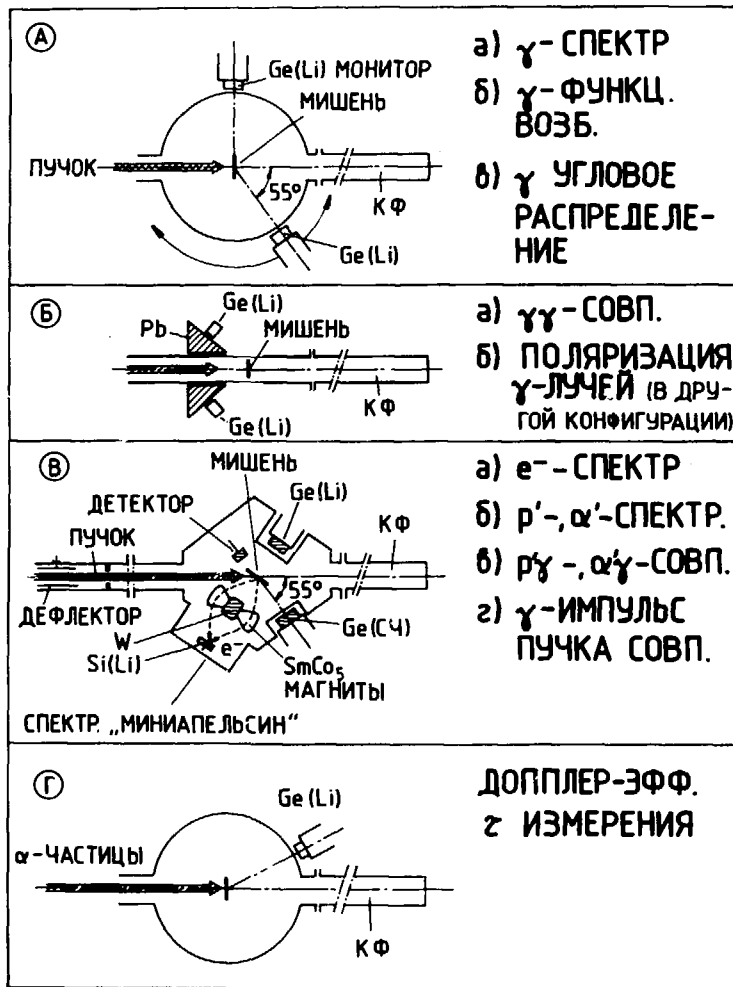 А
Ge(Li) МОНИТОР
МИШЕНЬ
ПУЧОК
55°
КФ
Ge(Li)
а) γ-СПЕКТР
б) γ-ФУНКЦ.
ВОЗБ.
в) γ УГЛОВОЕ
РАСПРЕДЕЛЕ-
НИЕ
Б
Ge(Li)
Pb
МИШЕНЬ
КФ
Ge(Li)
а) γγ-СОВП.
б) ПОЛЯРИЗАЦИЯ
γ-ЛУЧЕЙ (В ДРУ-
ГОЙ КОНФИГУРАЦИИ)
В
МИШЕНЬ
ДЕТЕКТОР
Ge(Li)
ПУЧОК
КФ
55°
ДЕФЛЕКТОР
W
Si(Li)
e⁻
Ge(СЧ)
SmCo₅
МАГНИТЫ
СПЕКТР. „МИНИАПЕЛЬСИН"
а) e⁻-СПЕКТР
б) p'-, α'-СПЕКТР.
в) p'γ-, α'γ-СОВП.
г) γ-ИМПУЛЬС
ПУЧКА СОВП.
Г
Ge(Li)
α-ЧАСТИЦЫ
КФ
ДОППЛЕР-ЭФФ.
τ ИЗМЕРЕНИЯ